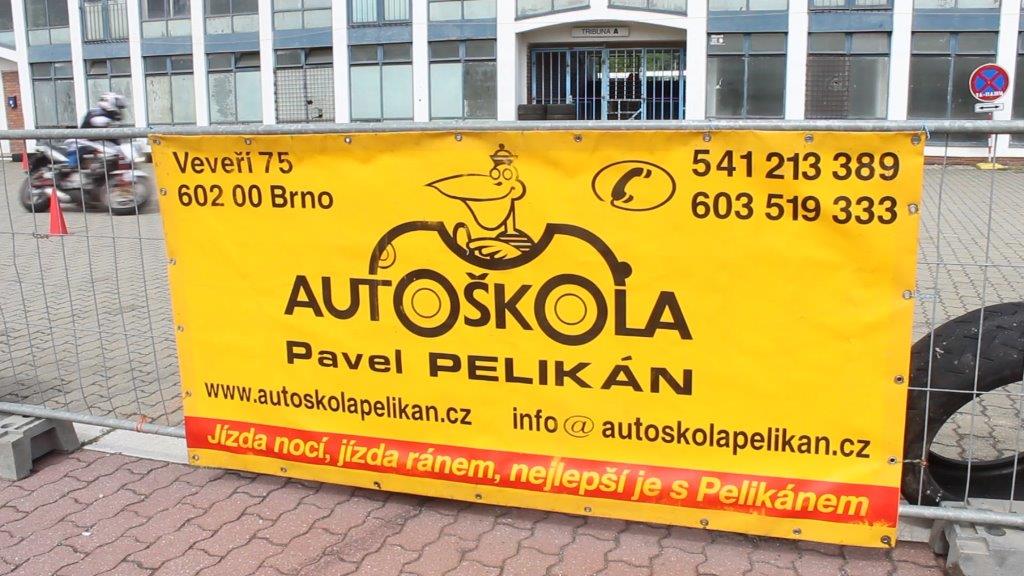 TRIBUNA A
Veveří 75
602 00 Brno
541 213 389
603 519 333
AUTOŠKOLA
Pavel PELIKÁN
www.autoskolapelikan.cz
info@autoskolapelikan.cz
Jízda nocí, jízda ránem, nejlepší je s Pelikánem